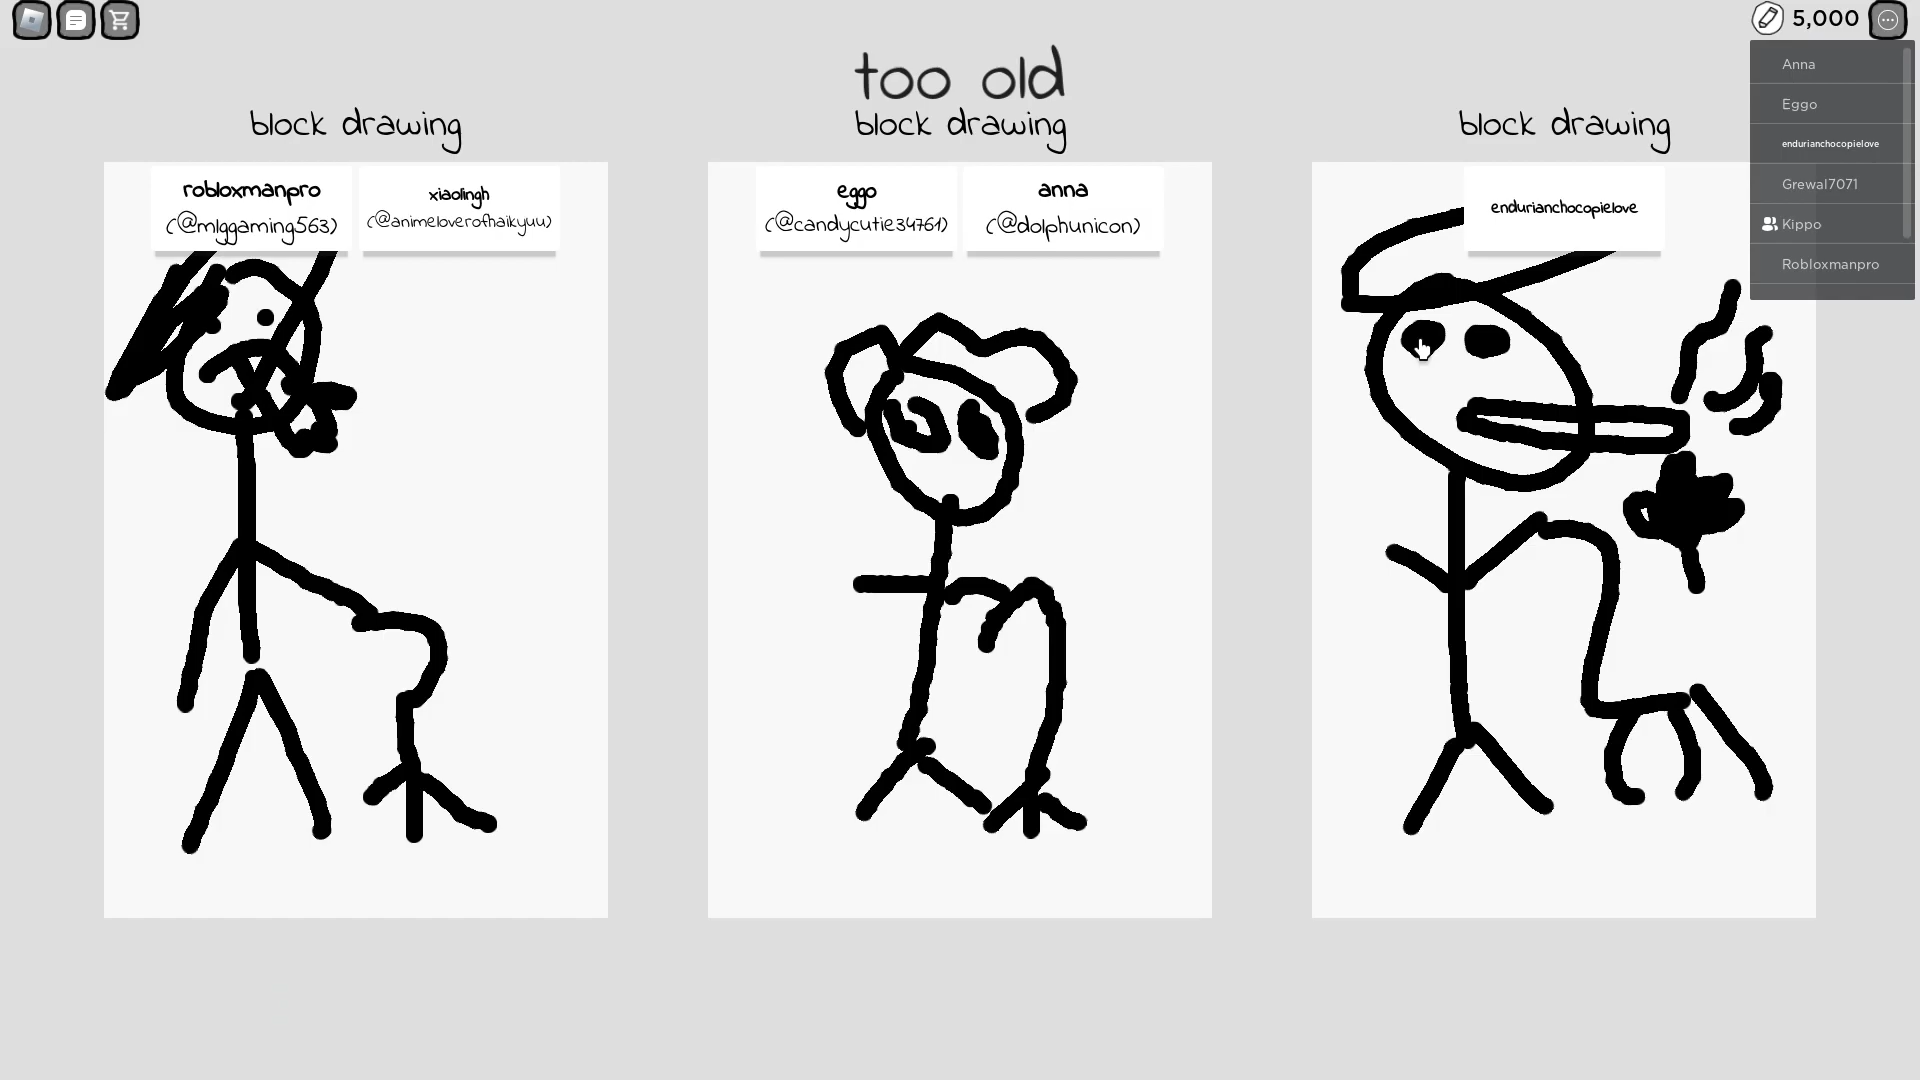 5,000
too old
block drawing
block drawing
block drawing
robloxmanpro
(@mlggaming563)
xiaolingh
(@animeloverofhaikyuu)
eggo
(@candycutie34761)
anna
(@dolphunicon)
endurianchocopielove
Anna
Eggo
endurianchocopielove
Grewal7071
Kippo
Robloxmanpro